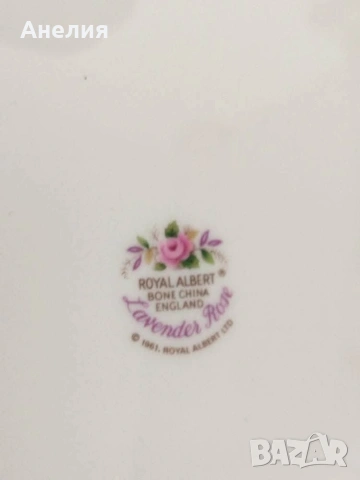 Анелия
ROYAL ALBERT ®
BONE CHINA
ENGLAND
Lavender Rose
© 1961. ROYAL ALBERT LTD
BAZAR